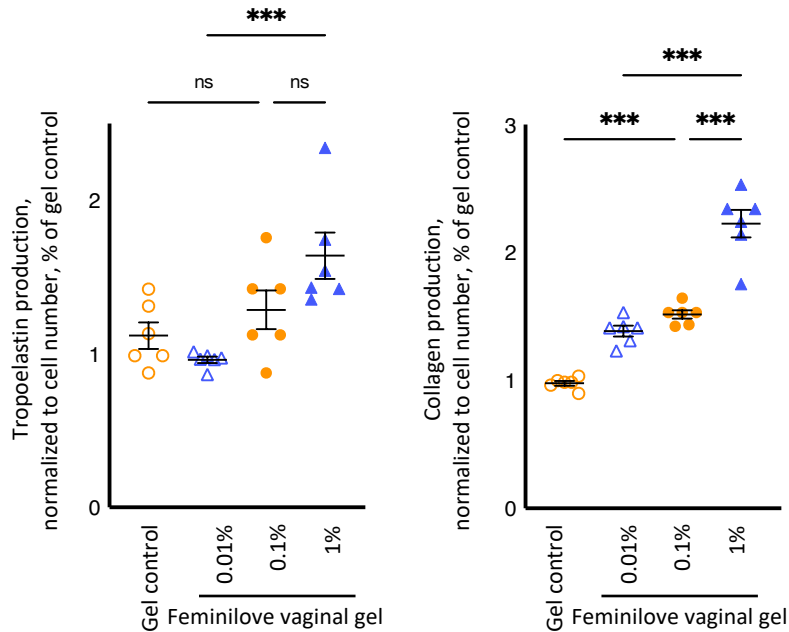 ***
ns
ns
Tropoelastin production,
normalized to cell number, % of gel control
2
1
0
Gel control
0.01%
0.1%
1%
Feminilove vaginal gel
***
***
***
Collagen production,
normalized to cell number, % of gel control
3
2
1
0
Gel control
0.01%
0.1%
1%
Feminilove vaginal gel